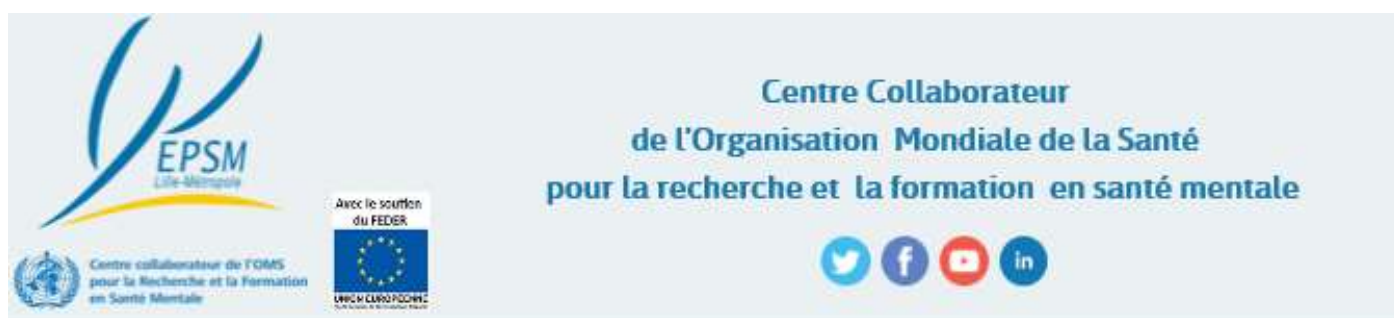 EPSM
Lille-Métropole
Centre collaborateur de l'OMS
pour la Recherche et la Formation
en Santé Mentale
Avec le soutien
du FEDER
UNION EUROPÉENNE
Centre Collaborateur
de l'Organisation Mondiale de la Santé
pour la recherche et la formation en santé mentale
f
in